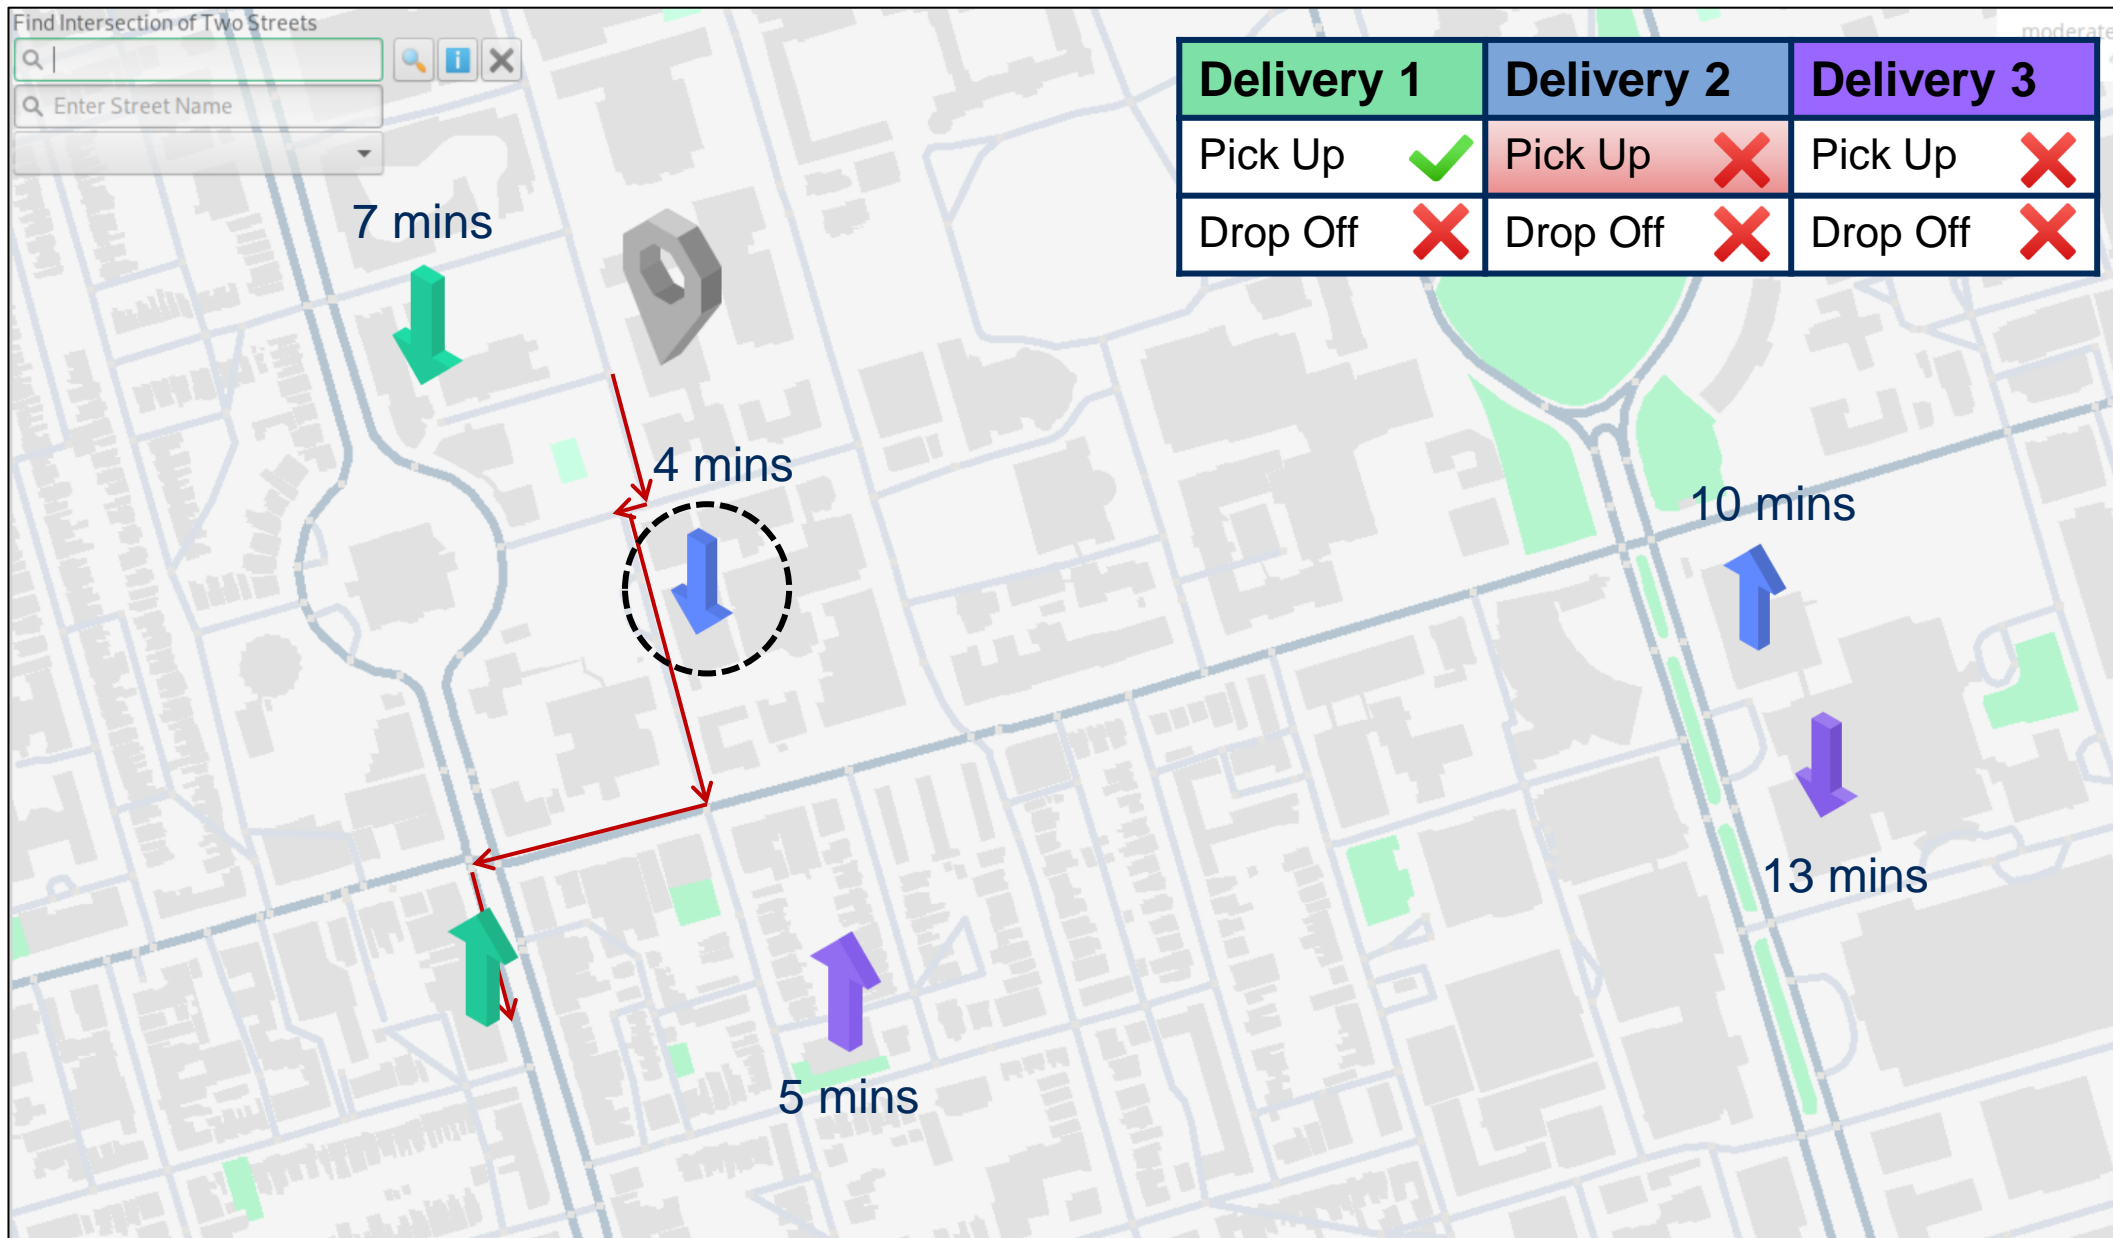 Find Intersection of Two Streets
Enter Street Name
moderate
Delivery 1 Delivery 2 Delivery 3
Pick Up Pick Up Pick Up
Drop Off Drop Off Drop Off
7 mins
4 mins
10 mins
13 mins
5 mins